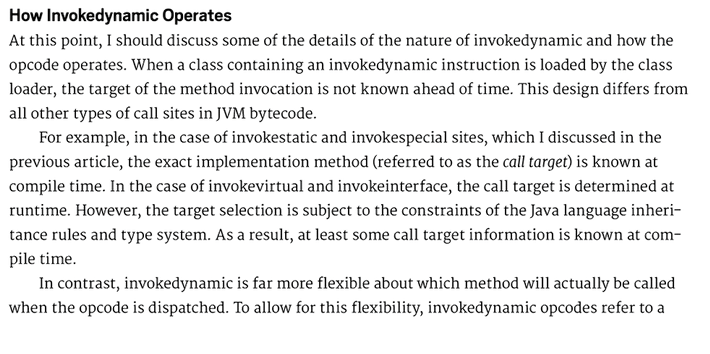 How Invokedynamic Operates
At this point, I should discuss some of the details of the nature of invokedynamic and how the
opcode operates. When a class containing an invokedynamic instruction is loaded by the class
loader, the target of the method invocation is not known ahead of time. This design differs from
all other types of call sites in JVM bytecode.
For example, in the case of invokestatic and invokespecial sites, which I discussed in the
previous article, the exact implementation method (referred to as the call target) is known at
compile time. In the case of invokevirtual and invokeinterface, the call target is determined at
runtime. However, the target selection is subject to the constraints of the Java language inheri-
tance rules and type system. As a result, at least some call target information is known at com-
pile time.
In contrast, invokedynamic is far more flexible about which method will actually be called
when the opcode is dispatched. To allow for this flexibility, invokedynamic opcodes refer to a